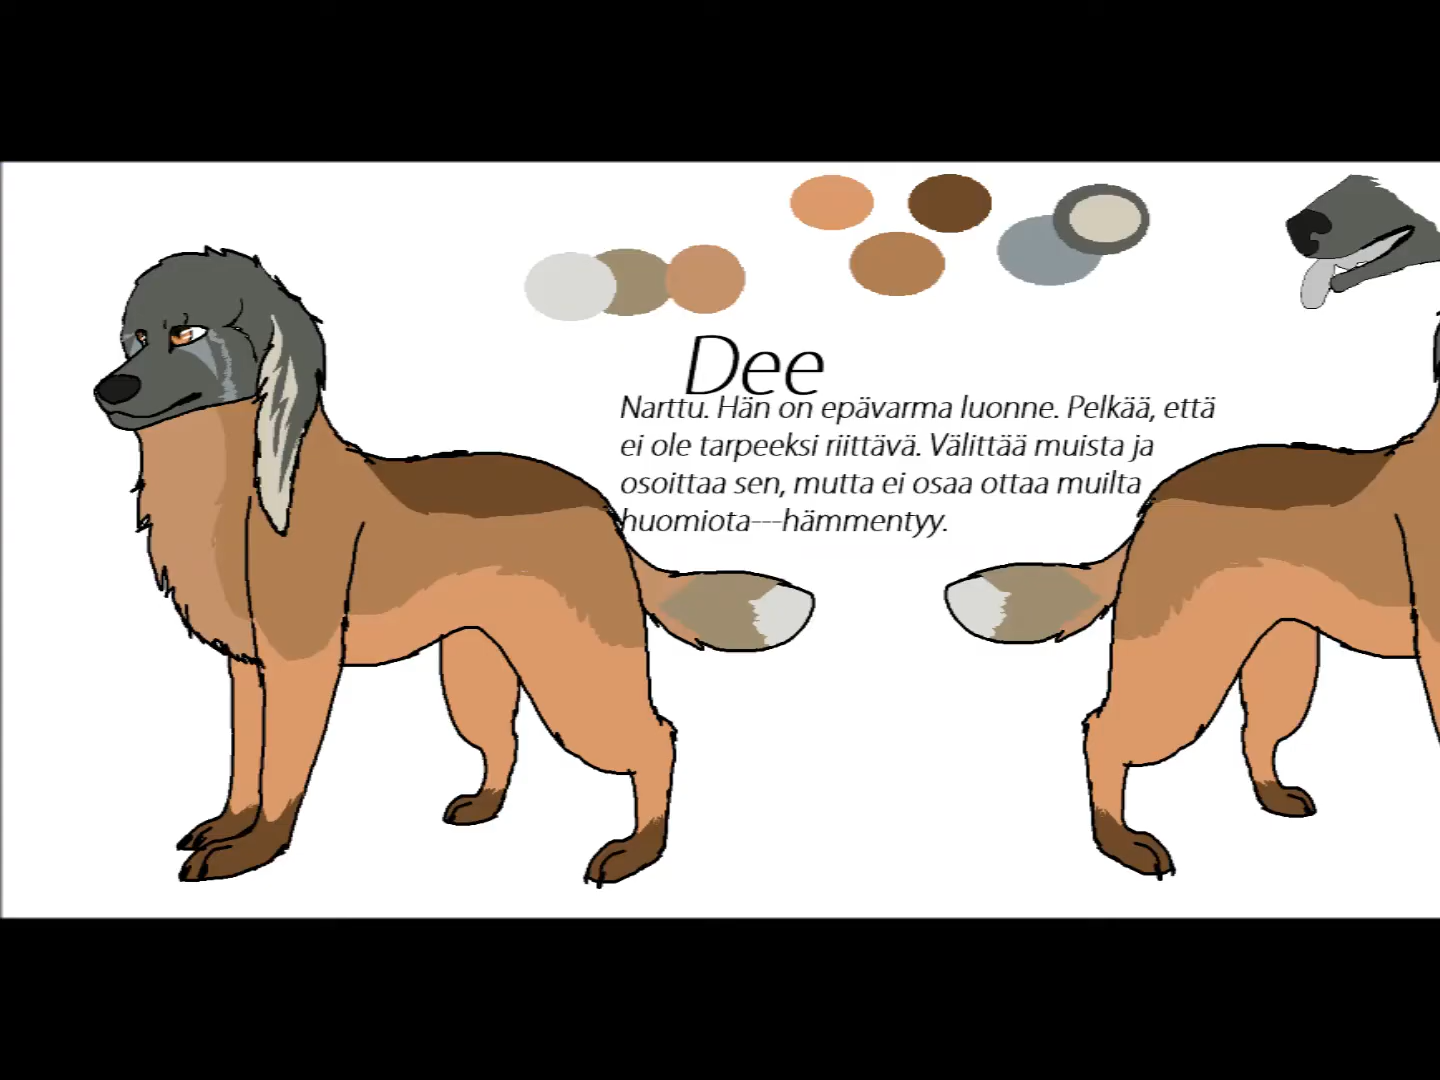 Dee
Narttu. Hän on epävarma luonne. Pelkää, että
ei ole tarpeeksi riittävä. Välittää muista ja
osoittaa sen, mutta ei osaa ottaa muilta
huomiota---hämmentyy.